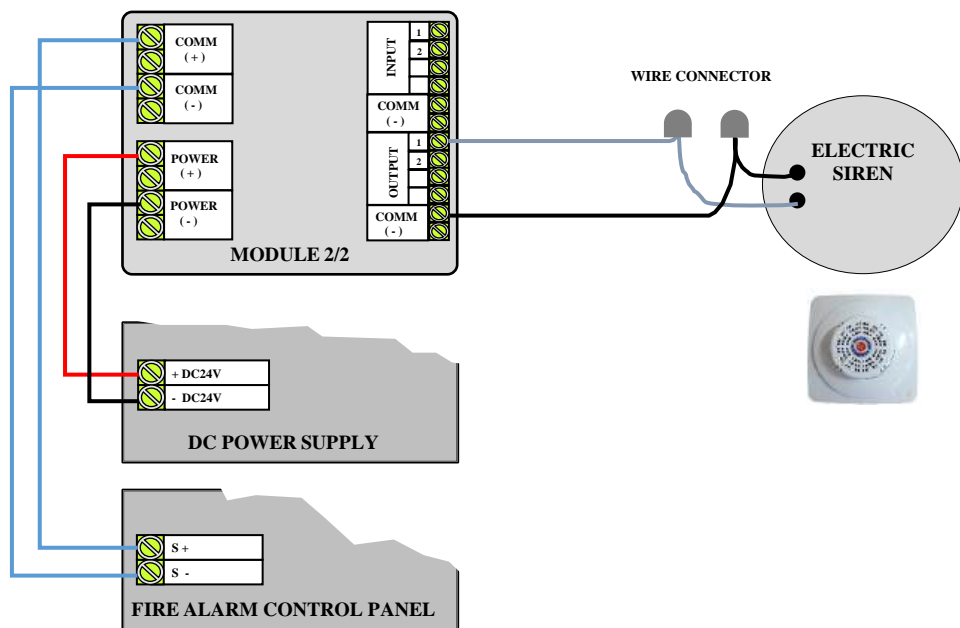 COMM
( + )
COMM
( - )
POWER
( + )
POWER
( - )
INPUT
1
2
COMM
( - )
OUTPUT
1
2
COMM
( - )
MODULE 2/2
WIRE CONNECTOR
ELECTRIC
SIREN
+ DC24V
- DC24V
DC POWER SUPPLY
S +
S -
FIRE ALARM CONTROL PANEL